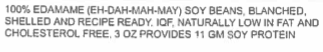 100% EDAMAME (EH-DAH-MAH-MAY) SOY BEANS, BLANCHED,
SHELLED AND RECIPE READY. IQF, NATURALLY LOW IN FAT AND
CHOLESTEROL FREE. 3 OZ PROVIDES 11 GM SOY PROTEIN